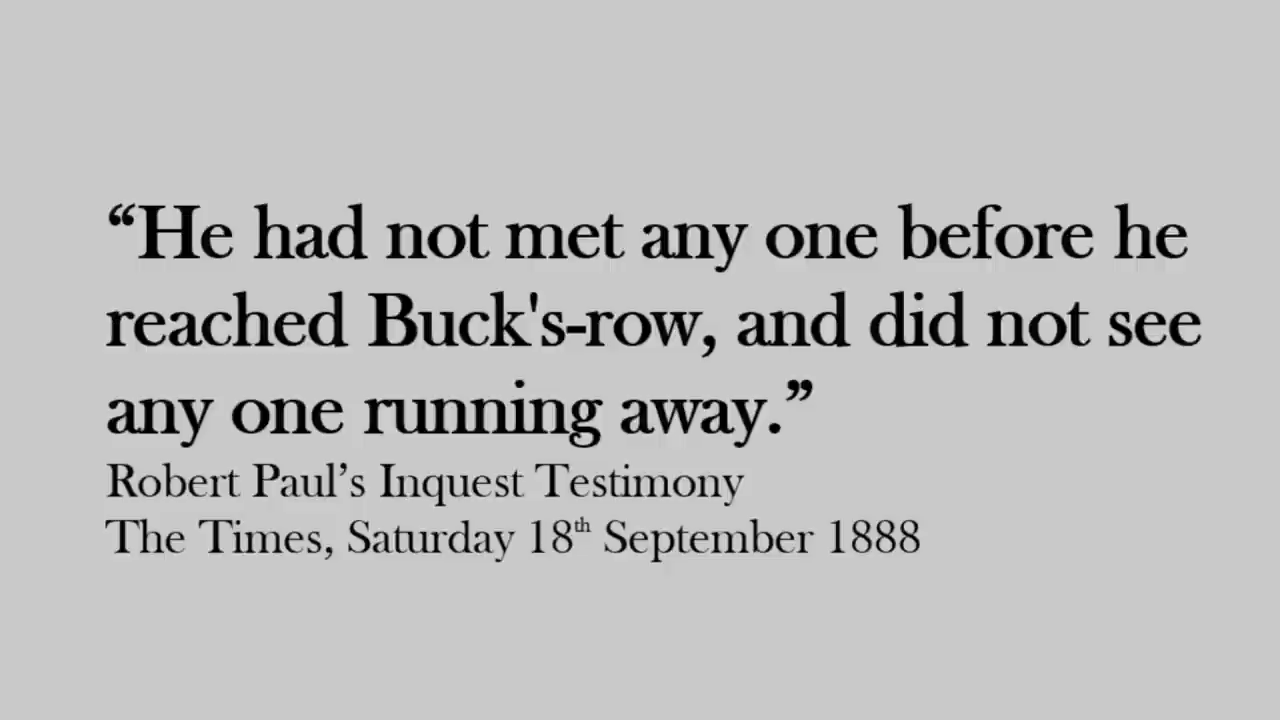 “He had not met any one before he
reached Buck's-row, and did not see
any one running away.”
Robert Paul’s Inquest Testimony
The Times, Saturday 18th September 1888